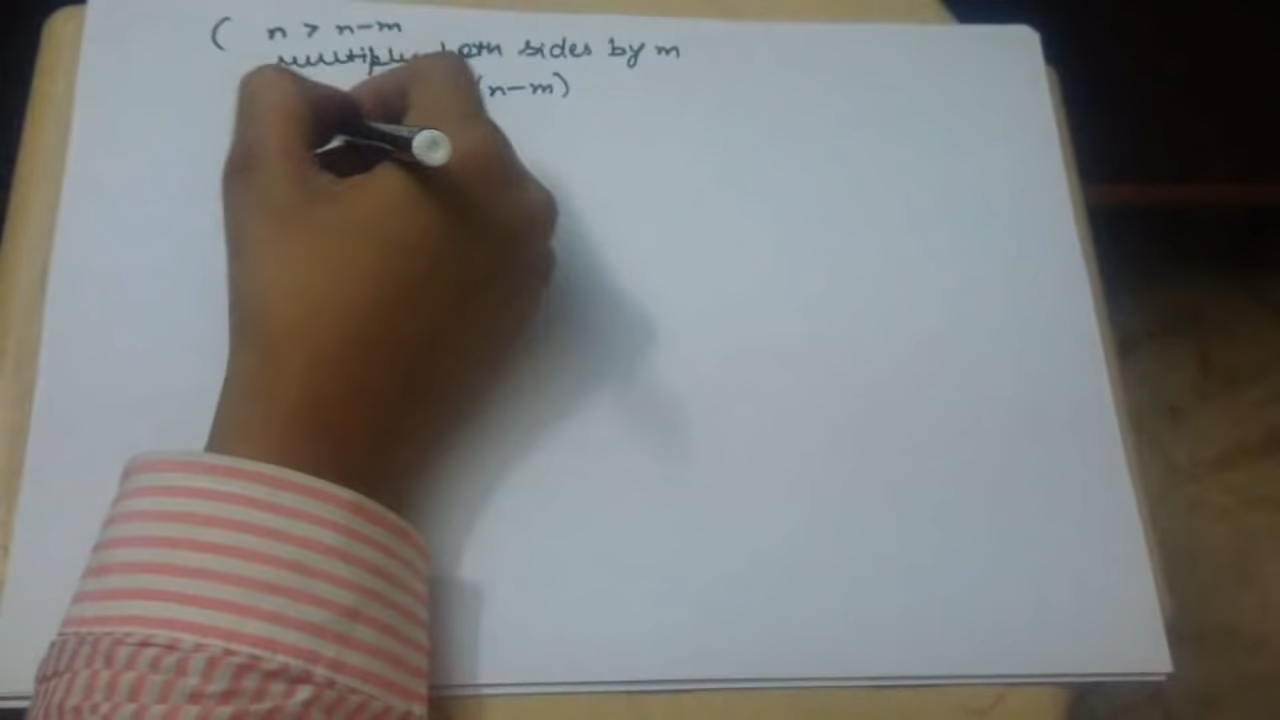 ( n > n-m
multiply both sides by m
(n-m)